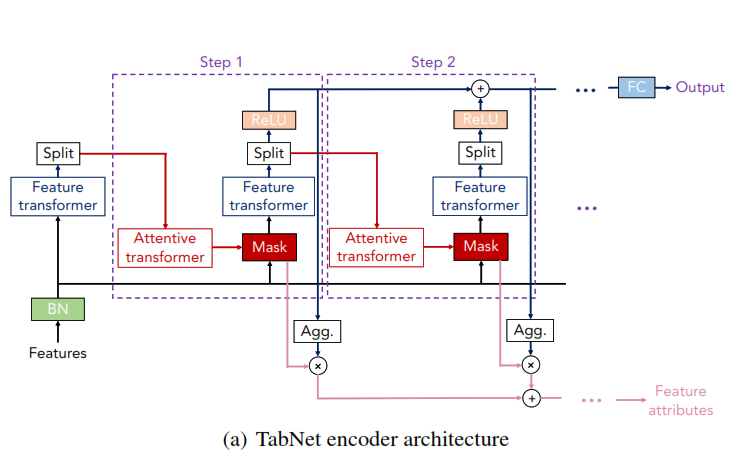 Step 1
Step 2
FC
Output
ReLU
ReLU
Split
Split
Split
Feature
transformer
Feature
transformer
Feature
transformer
Attentive
transformer
Mask
Attentive
transformer
Mask
BN
Features
Agg.
Agg.
Feature
attributes
(a) TabNet encoder architecture